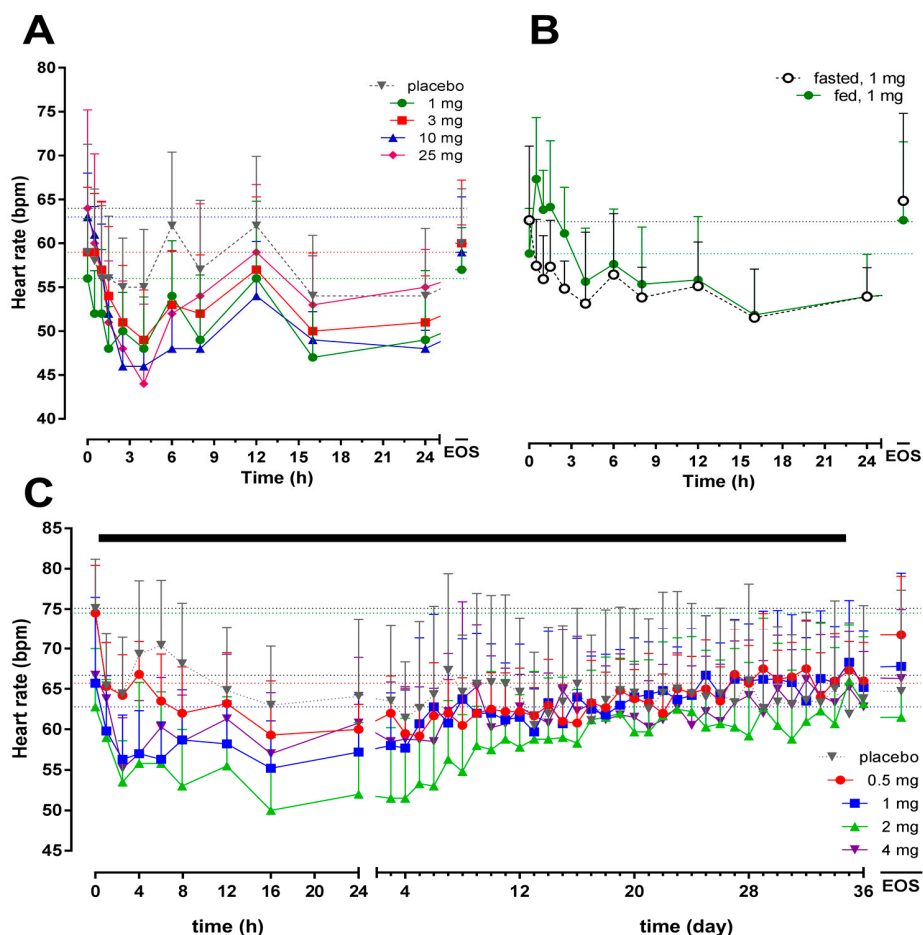 A
Heart rate (bpm)
80
75
70
65
60
55
50
45
40
placebo
1 mg
3 mg
10 mg
25 mg
0 3 6 9 12 15 18 21 24
EOS
Time (h)
B
fasted, 1 mg
fed, 1 mg
0 3 6 9 12 15 18 21 24
EOS
Time (h)
C
Heart rate (bpm)
85
80
75
70
65
60
55
50
45
placebo
0.5 mg
1 mg
2 mg
4 mg
0 4 8 12 16 20 24
4 12 20 28 36
EOS
time (h)
time (day)